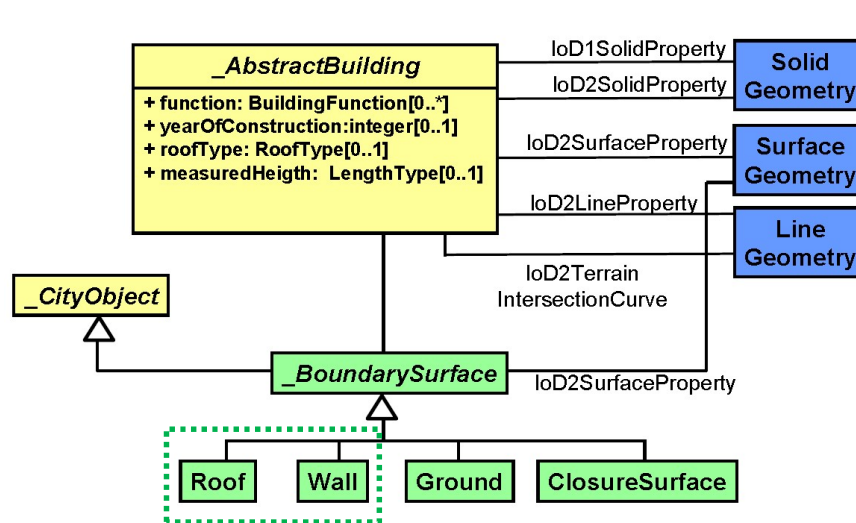 _AbstractBuilding
+ function: BuildingFunction[0..*]
+ yearOfConstruction:integer[0..1]
+ roofType: RoofType[0..1]
+ measuredHeigth: LengthType[0..1]
loD1SolidProperty
loD2SolidProperty
Solid
Geometry
loD2SurfaceProperty
Surface
Geometry
loD2LineProperty
Line
Geometry
loD2Terrain
IntersectionCurve
_CityObject
_BoundarySurface
loD2SurfaceProperty
Roof
Wall
Ground
ClosureSurface